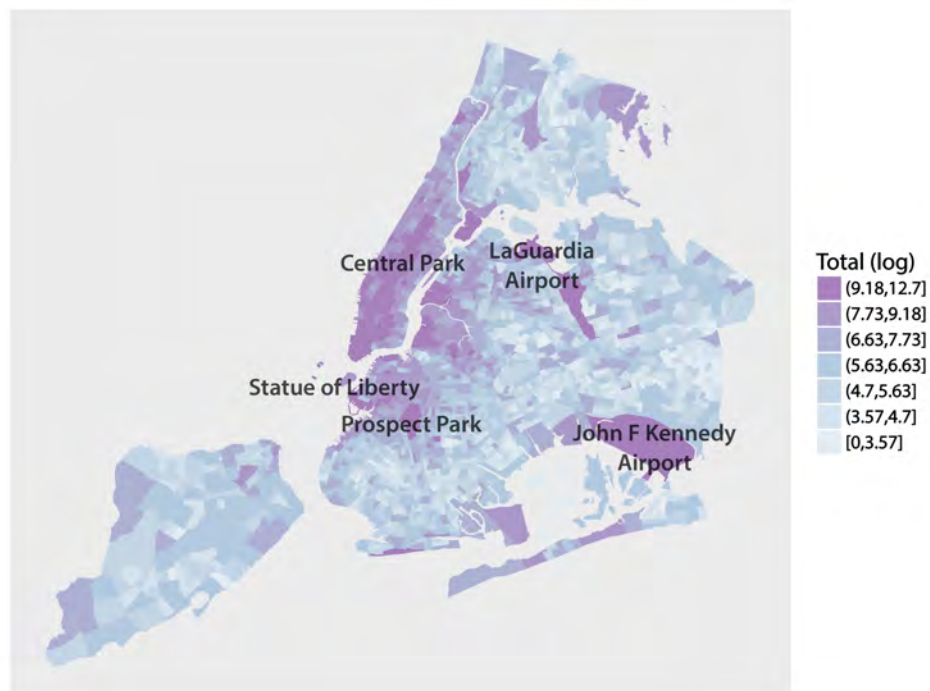 Central Park
LaGuardia
Airport
Statue of Liberty
Prospect Park
John F Kennedy
Airport
Total (log)
(9.18,12.7]
(7.73,9.18]
(6.63,7.73]
(5.63,6.63]
(4.7,5.63]
(3.57,4.7]
[0,3.57]